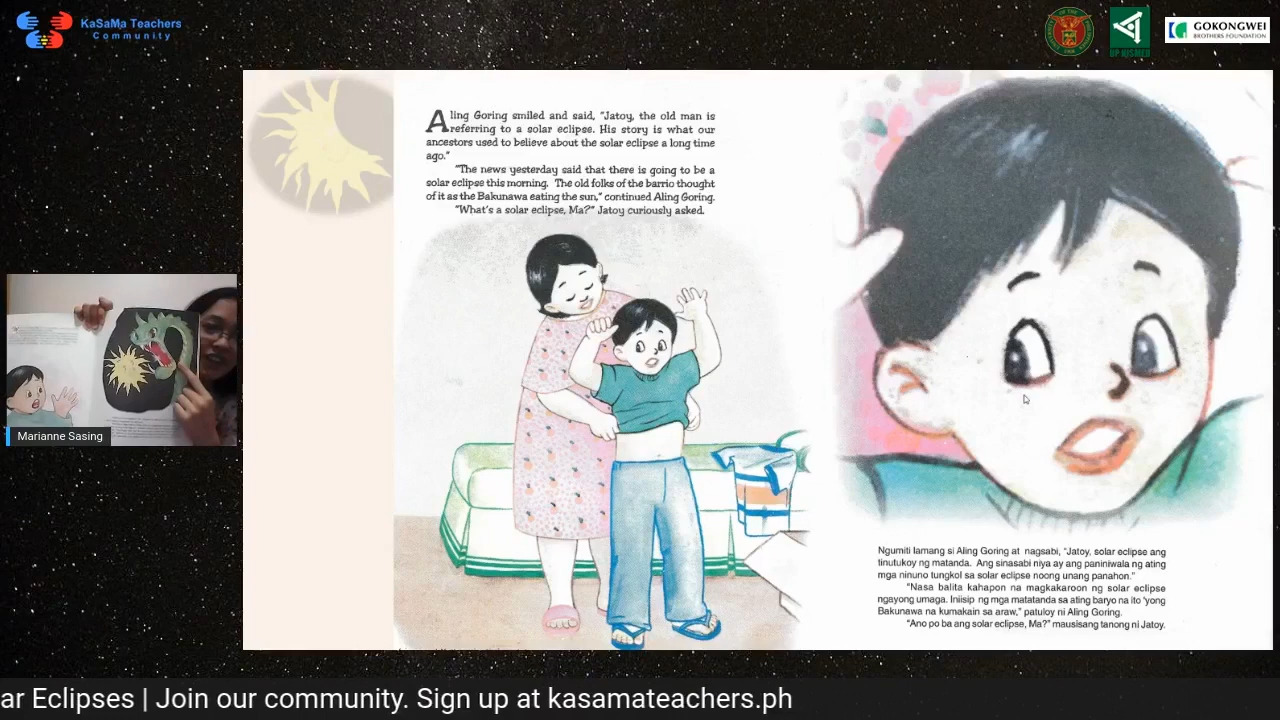 KaSaMa Teachers
Community
GOKONGWEI
BROTHERS FOUNDATION
UP NISMED
Aling Goring smiled and said, "Jatoy, the old man is
referring to a solar eclipse. His story is what our
ancestors used to believe about the solar eclipse a long time
ago."
"The news yesterday said that there is going to be a
solar eclipse this morning. The old folks of the barrio thought
of it as the Bakunawa eating the sun," continued Aling Goring.
"What's a solar eclipse, Ma?" Jatoy curiously asked.
Marianne Sasing
Ngumiti lamang si Aling Goring at nagsabi, "Jatoy, solar eclipse ang
tinutukoy ng matanda. Ang sinasabi niya ay ang paniniwala ng ating
mga ninuno tungkol sa solar eclipse noong unang panahon."
"Nasa balita kahapon na magkakaroon ng solar eclipse
ngayong umaga. Iniisip ng mga matatanda sa ating baryo na ito 'yong
Bakunawa na kumakain sa araw," patuloy ni Aling Goring.
"Ano po ba ang solar eclipse, Ma?" mausisang tanong ni Jatoy.
ar Eclipses | Join our community. Sign up at kasamateachers.ph